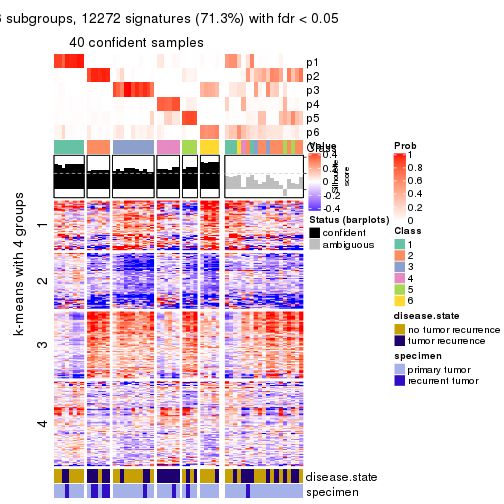 subgroups, 12272 signatures (71.3%) with fdr < 0.05
40 confident samples
p1
p2
p3
p4
p5
p6
Class
Silhouette
score
k-means with 4 groups
1
2
3
4
disease.state
specimen
Value
0.4
0.2
0
-0.2
-0.4
Status (barplots)
confident
ambiguous
Prob
1
0.8
0.6
0.4
0.2
0
Class
1
2
3
4
5
6
disease.state
no tumor recurrence
tumor recurrence
specimen
primary tumor
recurrent tumor